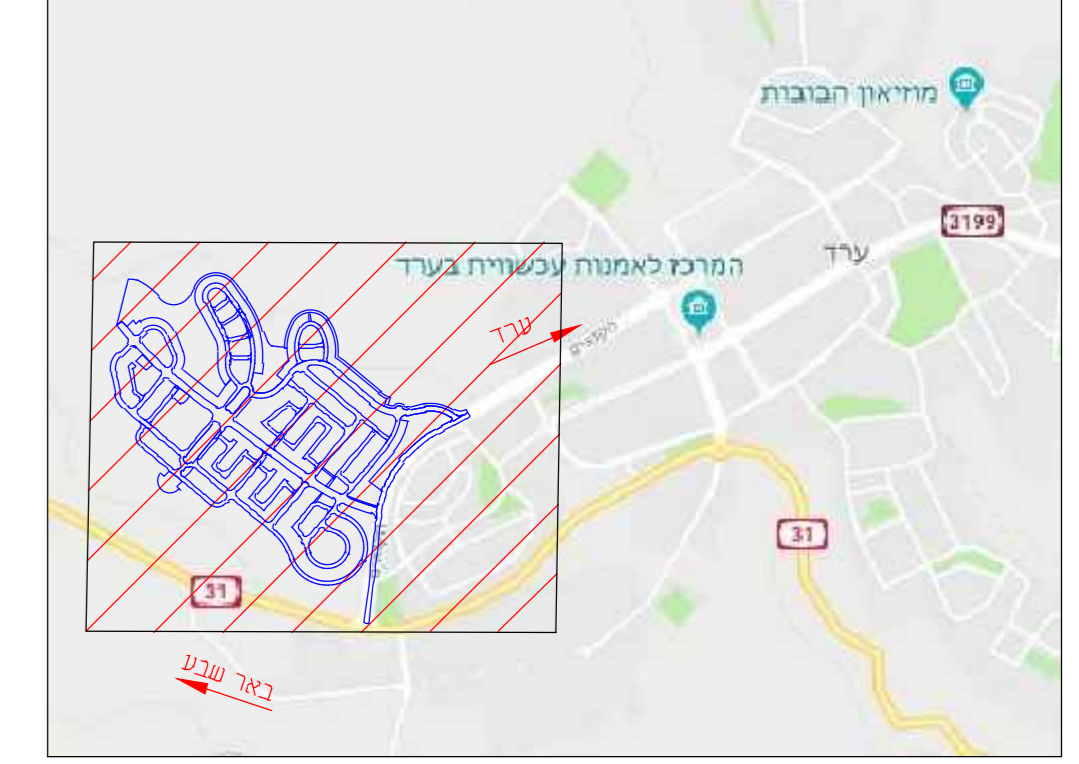 מוזיאון הבובות
3199
ערד
המרכז לאמנות עכשווית בערד
ערד
31
31
באר שבע